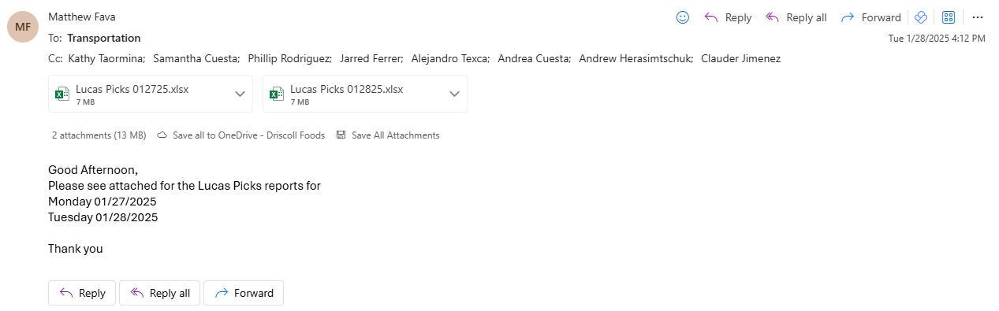 MF
Matthew Fava
Reply
Reply all
Forward
To: Transportation
Tue 1/28/2025 4:12 PM
Cc: Kathy Taormina; Samantha Cuesta; Phillip Rodriguez; Jarred Ferrer; Alejandro Texca; Andrea Cuesta; Andrew Herasimtschuk; Clauder Jimenez
Lucas Picks 012725.xlsx
7 MB
Lucas Picks 012825.xlsx
7 MB
2 attachments (13 MB) Save all to OneDrive - Driscoll Foods Save All Attachments
Good Afternoon,
Please see attached for the Lucas Picks reports for
Monday 01/27/2025
Tuesday 01/28/2025
Thank you
Reply
Reply all
Forward